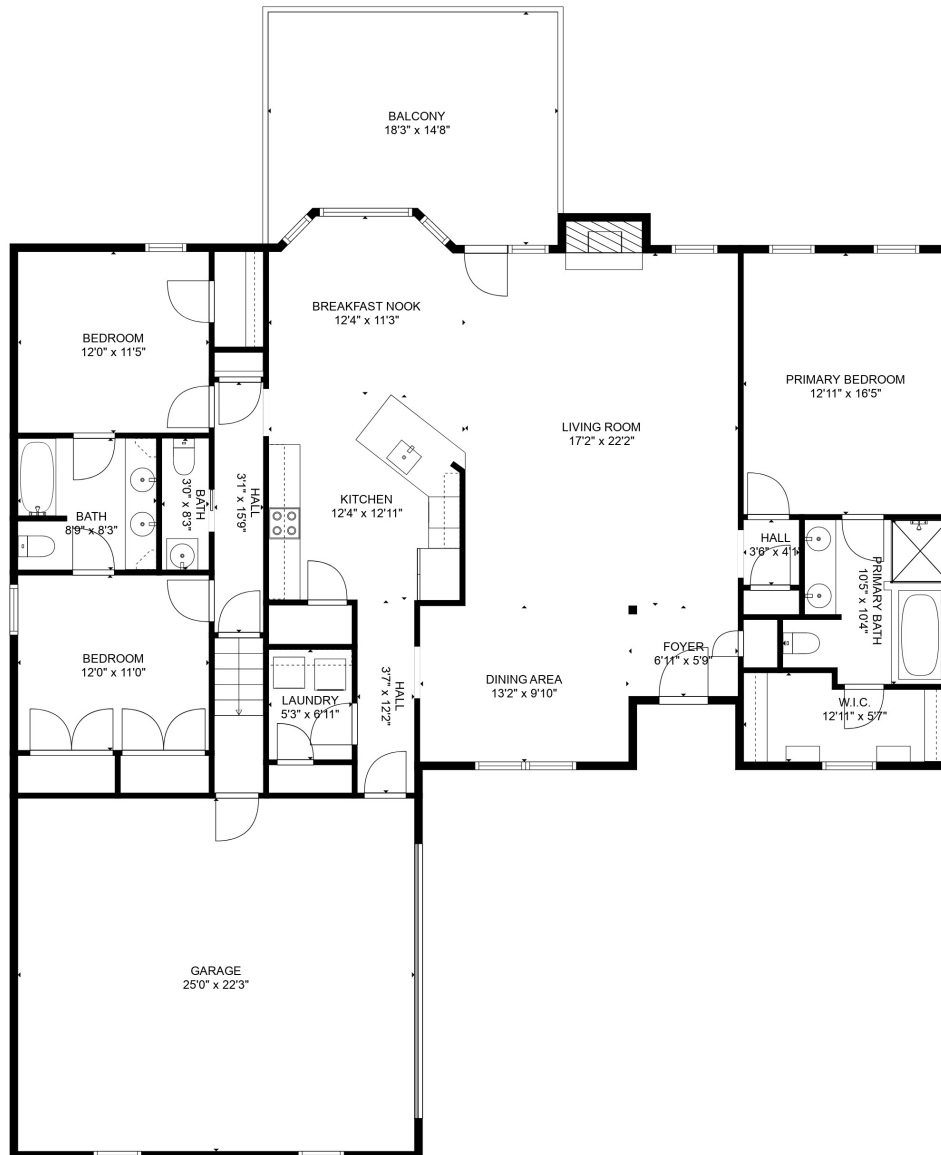 BALCONY
18'3" x 14'8"
BREAKFAST NOOK
12'4" x 11'3"
BEDROOM
12'0" x 11'5"
PRIMARY BEDROOM
12'11" x 16'5"
LIVING ROOM
17'2" x 22'2"
KITCHEN
12'4" x 12'11"
HALL
3'1" x 15'9"
BATH
3'0" x 8'3"
BATH
8'9" x 8'3"
HALL
3'6" x 4'1"
PRIMARY BATH
10'5" x 10'4"
BEDROOM
12'0" x 11'0"
FOYER
6'11" x 5'9"
DINING AREA
13'2" x 9'10"
HALL
3'7" x 12'2"
LAUNDRY
5'3" x 6'11"
W.I.C.
12'11" x 5'7"
GARAGE
25'0" x 22'3"